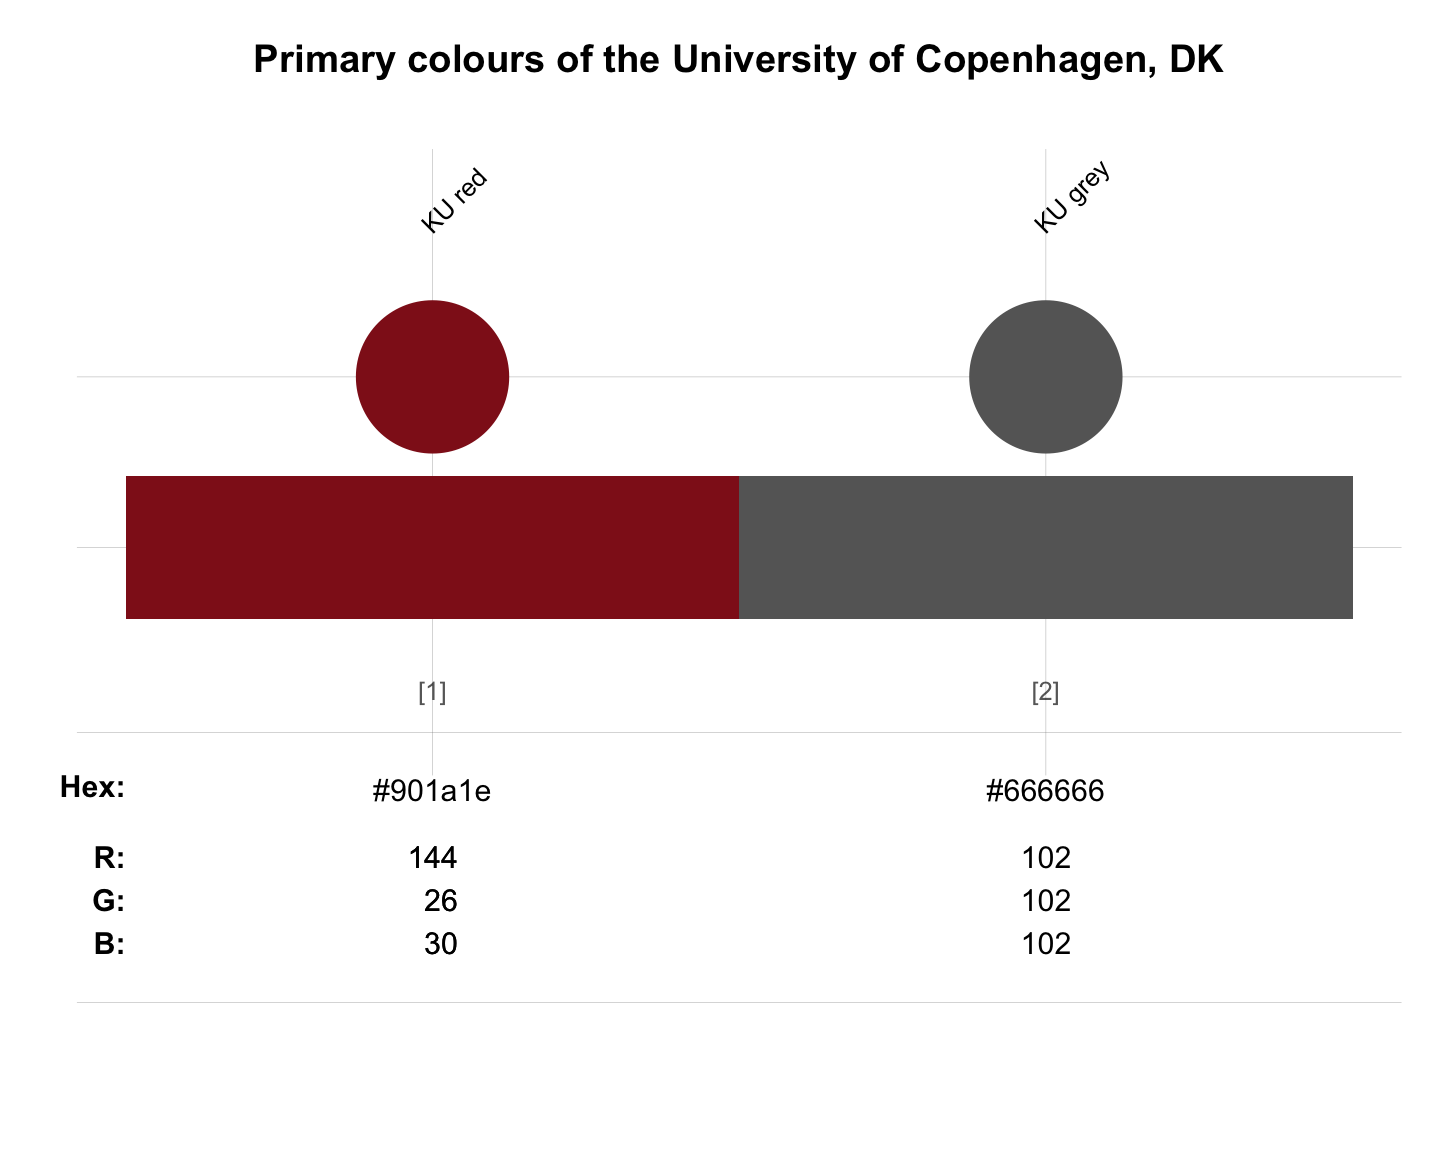 Primary colours of the University of Copenhagen, DK
KU red
KU grey
[1] [2]
Hex: #901a1e #666666
R: 144 102
G: 26 102
B: 30 102